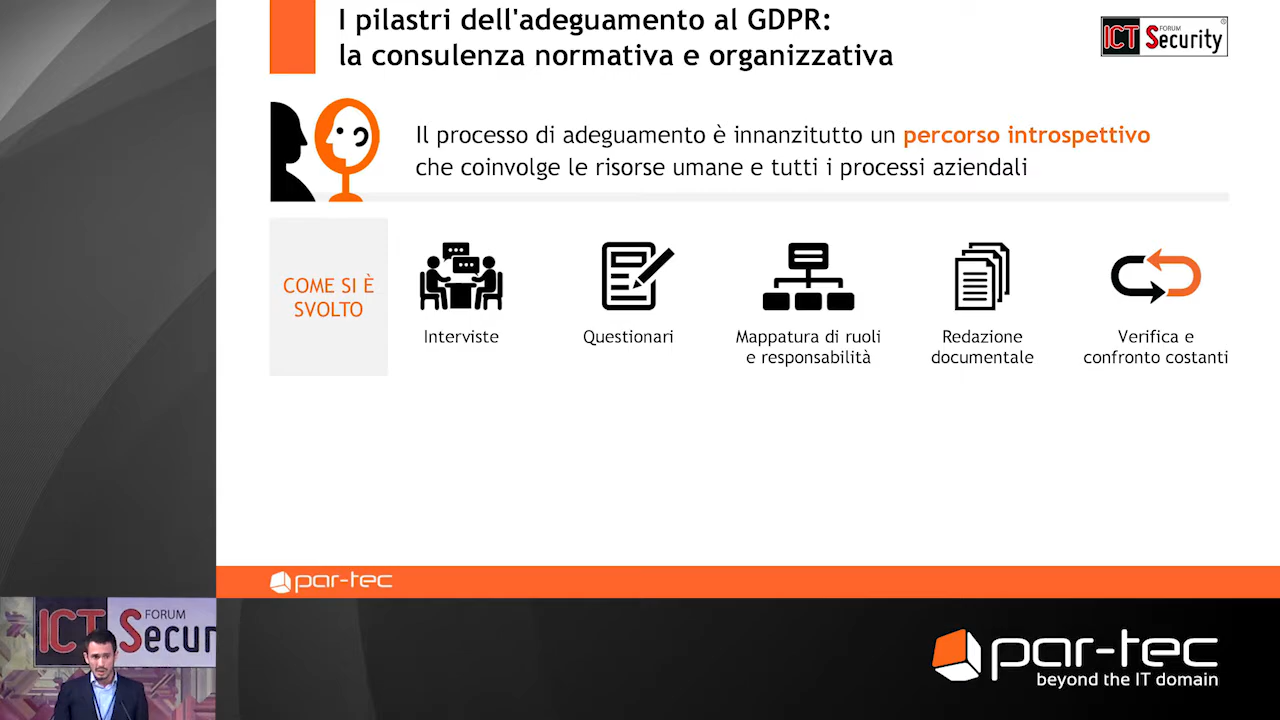 I pilastri dell'adeguamento al GDPR:
la consulenza normativa e organizzativa
ICT FORUM Security ®
Il processo di adeguamento è innanzitutto un percorso introspettivo
che coinvolge le risorse umane e tutti i processi aziendali
COME SI È
SVOLTO
Interviste
Questionari
Mappatura di ruoli
e responsabilità
Redazione
documentale
Verifica e
confronto costanti
par-tec
ICT FORUM Secur
par-tec
beyond the IT domain